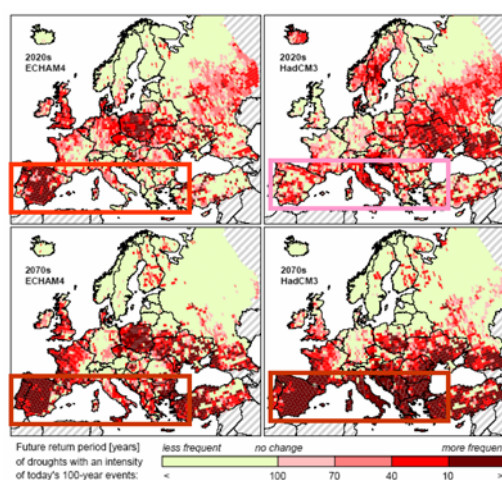 2020s
ECHAM4
2020s
HadCM3
2070s
ECHAM4
2070s
HadCM3
Future return period [years]
of droughts with an intensity
of today's 100-year events:
less frequent
no change
more frequen
<
100
70
40
10
>